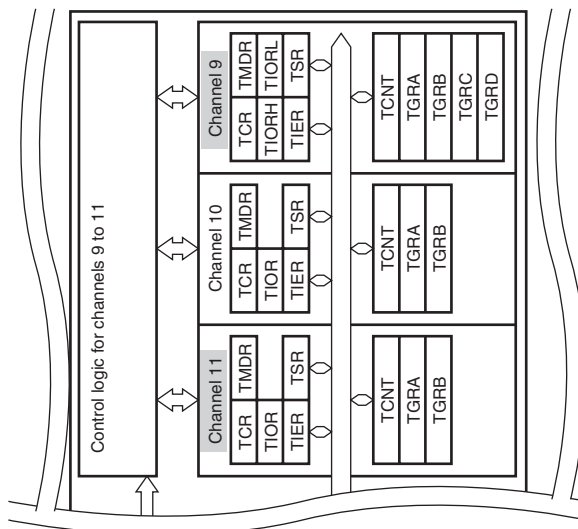 Control logic for channels 9 to 11
Channel 11
TCR TMDR
TIOR
TIER TSR
TCNT
TGRA
TGRB
Channel 10
TCR TMDR
TIOR
TIER TSR
TCNT
TGRA
TGRB
Channel 9
TCR TMDR
TIORH TIORL
TIER TSR
TCNT
TGRA
TGRB
TGRC
TGRD